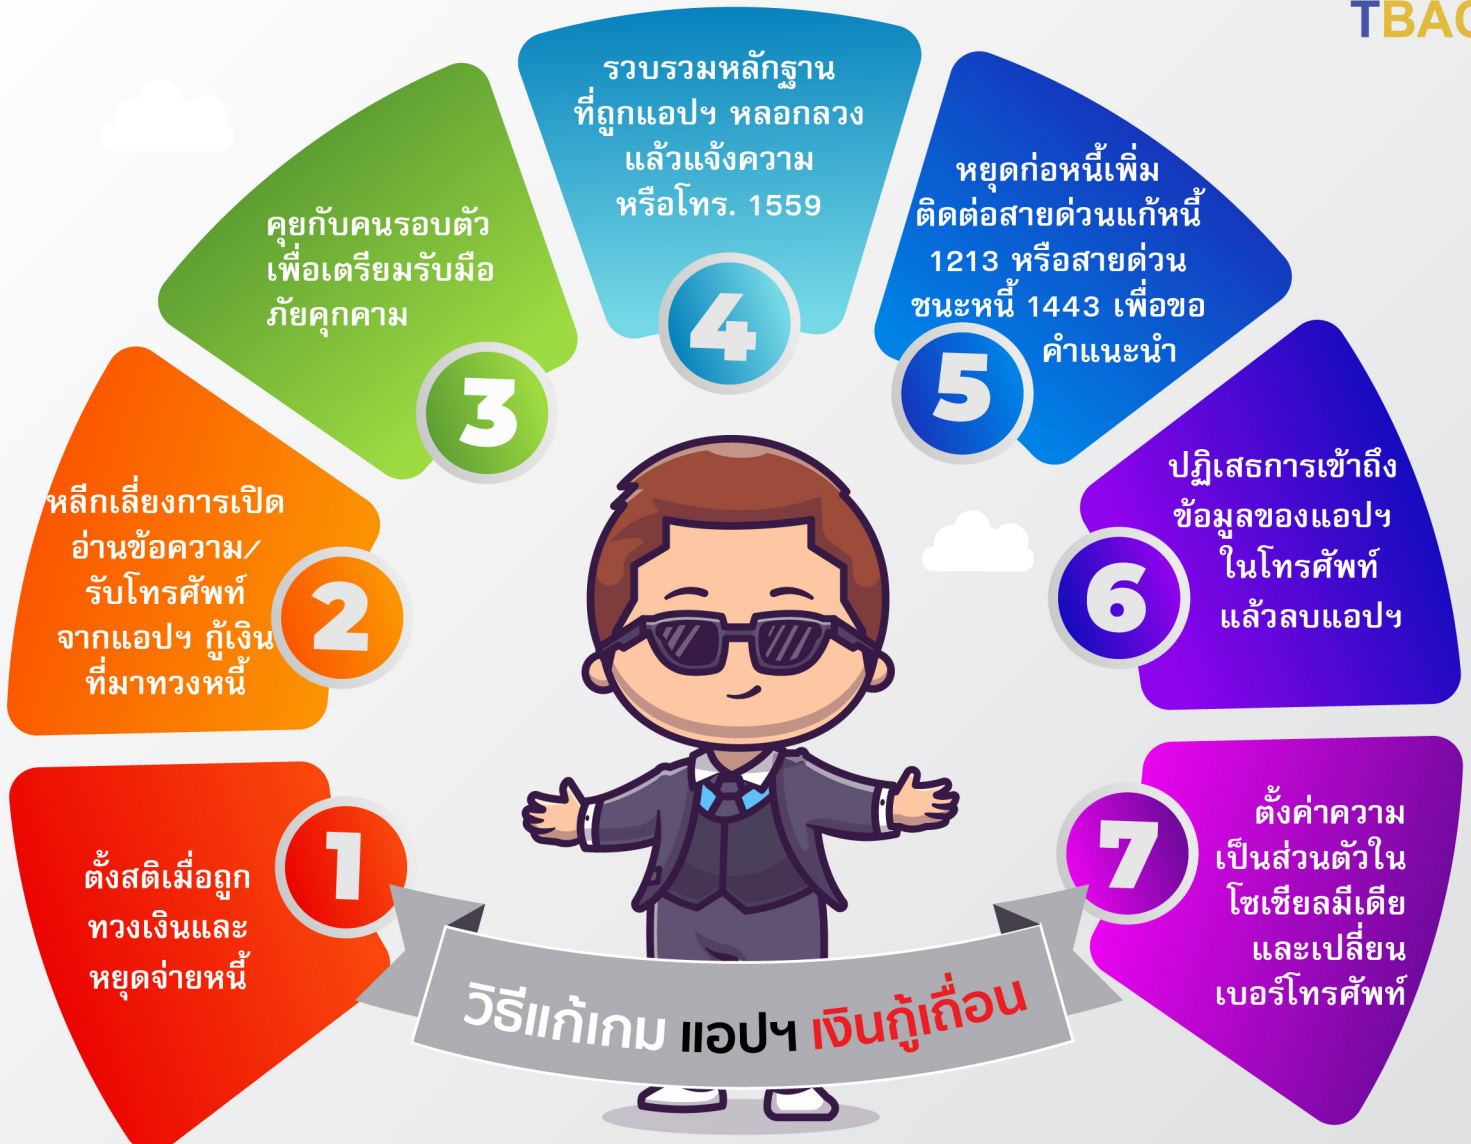 TBAC
1
ตั้งสติเมื่อถูก
ทวงเงินและ
หยุดจ่ายหนี้
2
หลีกเลี่ยงการเปิด
อ่านข้อความ/
รับโทรศัพท์
จากแอปฯ กู้เงิน
ที่มาทวงหนี้
3
คุยกับคนรอบตัว
เพื่อเตรียมรับมือ
ภัยคุกคาม
4
รวบรวมหลักฐาน
ที่ถูกแอปฯ หลอกลวง
แล้วแจ้งความ
หรือโทร. 1559
5
หยุดก่อหนี้เพิ่ม
ติดต่อสายด่วนแก้หนี้
1213 หรือสายด่วน
ชนะหนี้ 1443 เพื่อขอ
คำแนะนำ
6
ปฏิเสธการเข้าถึง
ข้อมูลของแอปฯ
ในโทรศัพท์
แล้วลบแอปฯ
7
ตั้งค่าความ
เป็นส่วนตัวใน
โซเชียลมีเดีย
และเปลี่ยน
เบอร์โทรศัพท์
วิธีแก้เกม แอปฯ เงินกู้เถื่อน